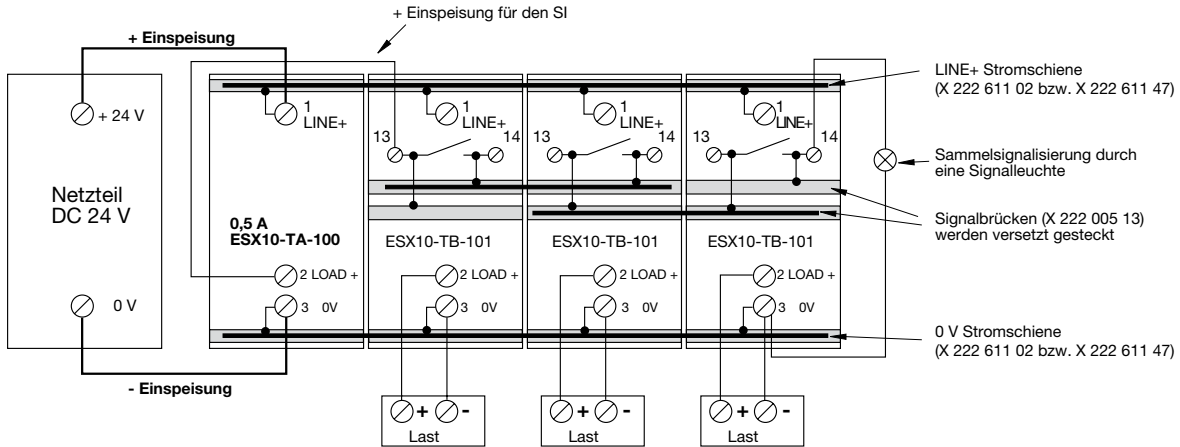 + Einspeisung für den SI
+ Einspeisung
LINE+ Stromschiene
(X 222 611 02 bzw. X 222 611 47)
+ 24 V
1
LINE+
1
LINE+
1
LINE+
1
LINE+
13
14
13
14
13
14
Sammelsignalisierung durch
eine Signalleuchte
Netzteil
DC 24 V
Signalbrücken (X 222 005 13)
werden versetzt gesteckt
0,5 A
ESX10-TA-100
ESX10-TB-101
ESX10-TB-101
ESX10-TB-101
2 LOAD +
2 LOAD +
2 LOAD +
2 LOAD +
0 V
3 0V
3 0V
3 0V
3 0V
0 V Stromschiene
(X 222 611 02 bzw. X 222 611 47)
- Einspeisung
+ -
Last
+ -
Last
+ -
Last